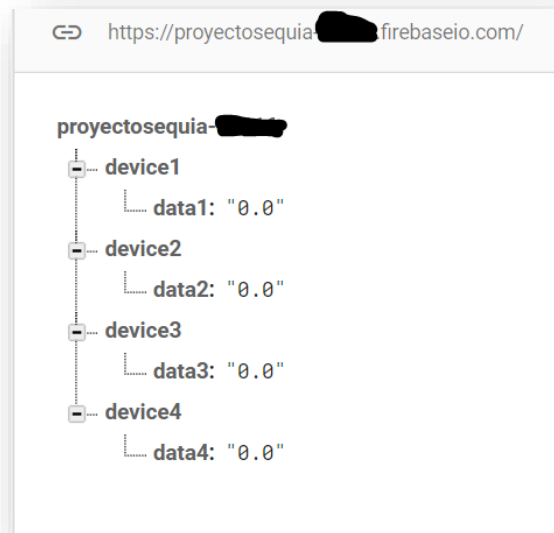 https://proyectosequia-.firebaseio.com/
proyectosequia-
device1
data1: "0.0"
device2
data2: "0.0"
device3
data3: "0.0"
device4
data4: "0.0"